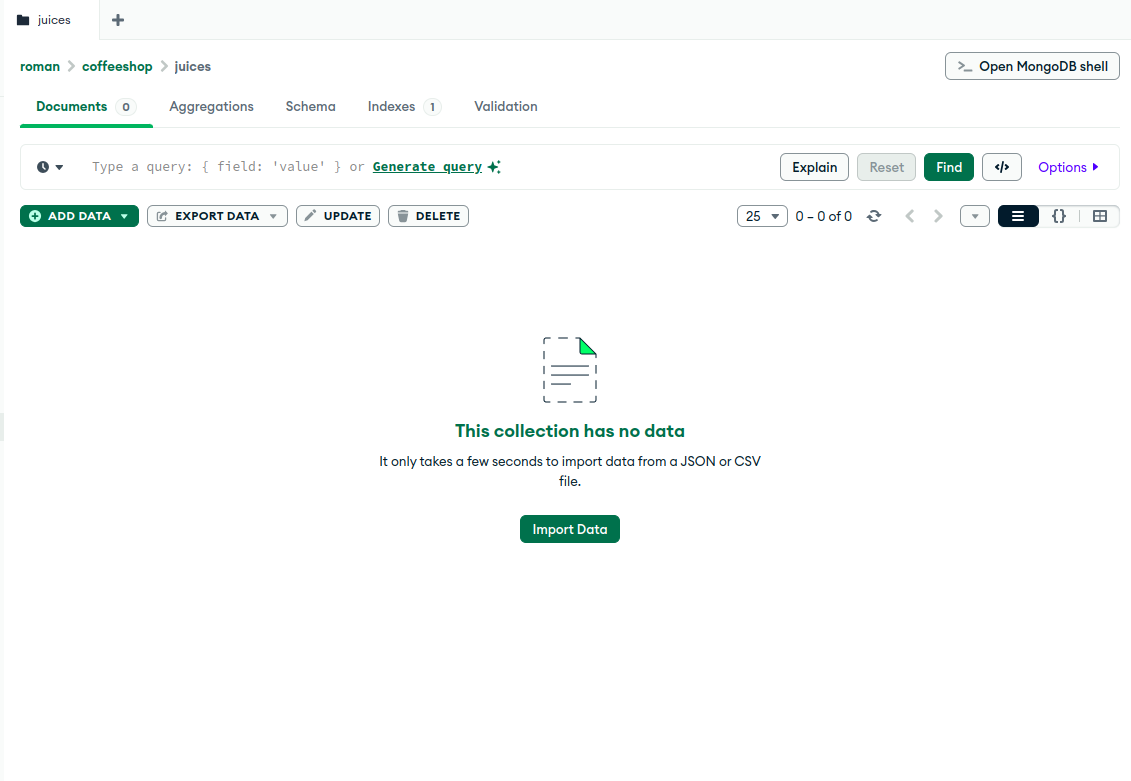 juices
roman coffeeshop juices
>_ Open MongoDB shell
Documents 0 Aggregations Schema Indexes 1 Validation
Type a query: { field: 'value' } or Generate query
Explain Reset Find </> Options
ADD DATA EXPORT DATA UPDATE DELETE
25 0 – 0 of 0 {}
This collection has no data
It only takes a few seconds to import data from a JSON or CSV
file.
Import Data